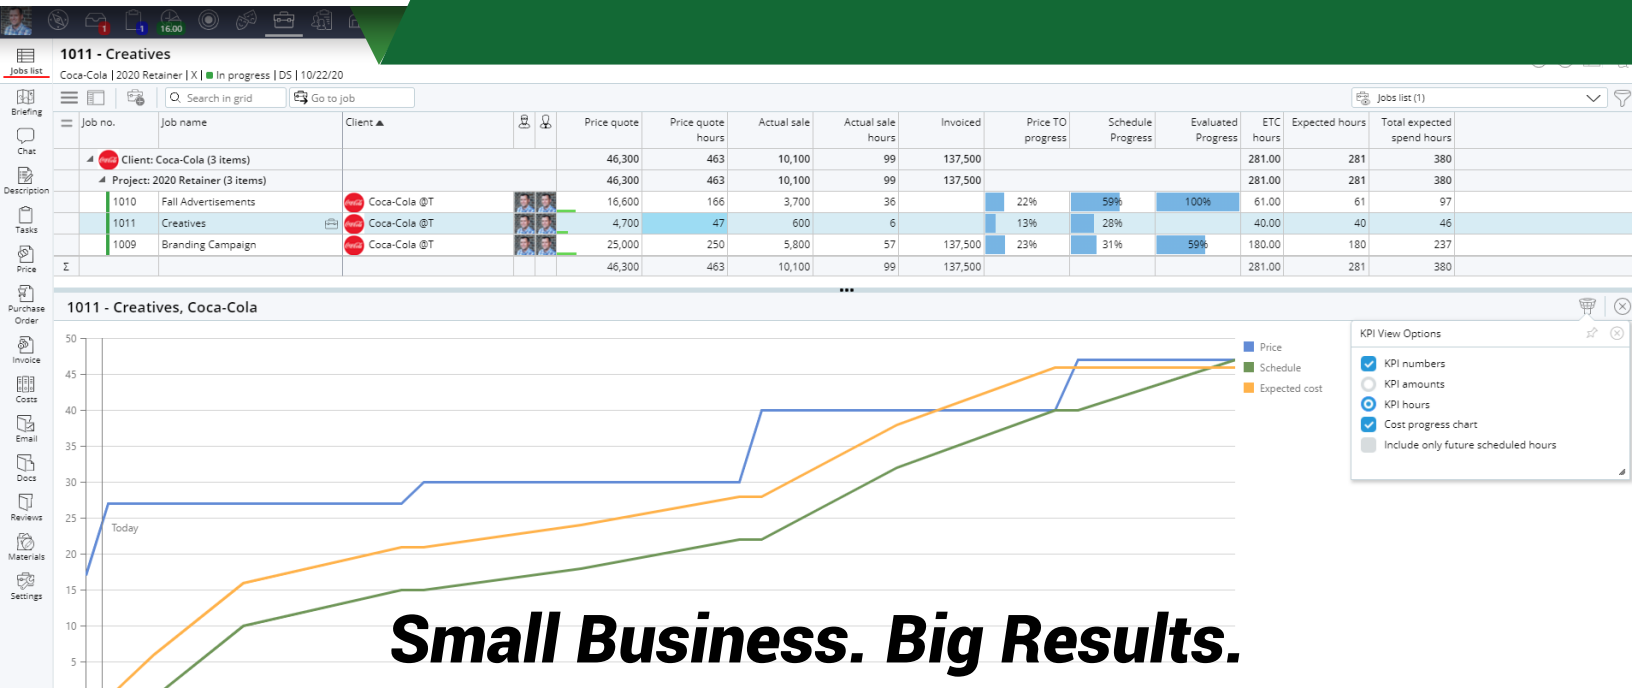 1
1
16.00
1011 - Creatives
Coca-Cola | 2020 Retainer | X | In progress | DS | 10/22/20
Jobs list
Briefing
Chat
Description
Tasks
Price
Purchase
Order
Invoice
Costs
Email
Docs
Reviews
Materials
Settings
Search in grid
Go to job
Jobs list (1)
Job no. Job name Client Price quote Price quote hours Actual sale Actual sale hours Invoiced Price TO progress Schedule Progress Evaluated Progress ETC hours Expected hours Total expected spend hours
Client: Coca-Cola (3 items) 46,300 463 10,100 99 137,500 281.00 281 380
Project: 2020 Retainer (3 items) 46,300 463 10,100 99 137,500 281.00 281 380
1010 Fall Advertisements Coca-Cola @T 16,600 166 3,700 36 22% 59% 100% 61.00 61 97
1011 Creatives Coca-Cola @T 4,700 47 600 6 13% 28% 40.00 40 46
1009 Branding Campaign Coca-Cola @T 25,000 250 5,800 57 137,500 23% 31% 59% 180.00 180 237
Σ 46,300 463 10,100 99 137,500 281.00 281 380
1011 - Creatives, Coca-Cola
50
45
40
35
30
25
20
15
10
5
Today
Price
Schedule
Expected cost
KPI View Options
KPI numbers
KPI amounts
KPI hours
Cost progress chart
Include only future scheduled hours
Small Business. Big Results.